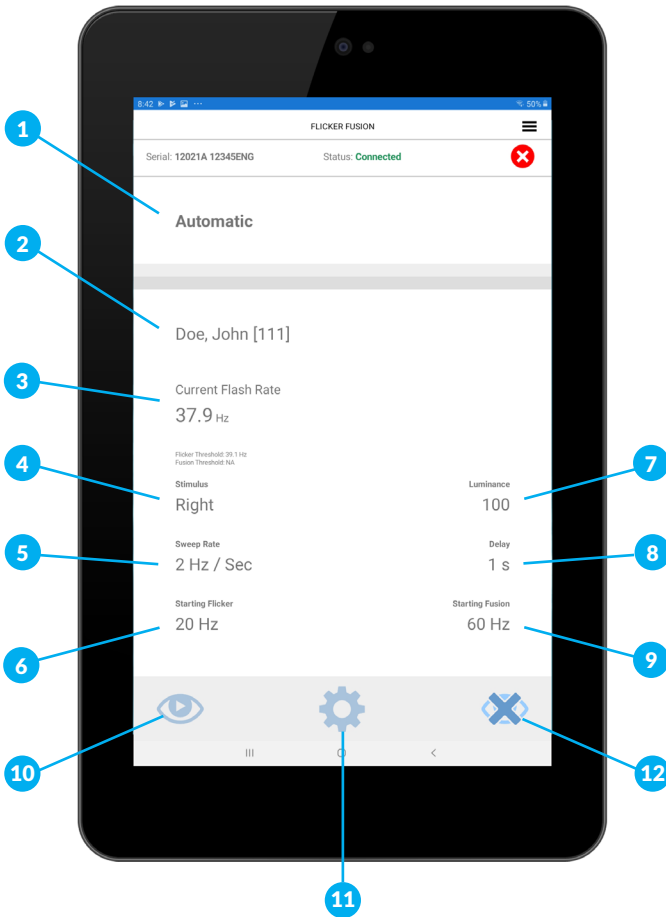 8:42
50%
FLICKER FUSION
Serial: 12021A 12345ENG Status: Connected
1
Automatic
2
Doe, John [111]
3
Current Flash Rate
37.9 Hz
Flicker Threshold: 39.1 Hz
Fusion Threshold: NA
4
Stimulus
Right
Luminance
100
7
5
Sweep Rate
2 Hz / Sec
Delay
1 s
8
6
Starting Flicker
20 Hz
Starting Fusion
60 Hz
9
10
11
12